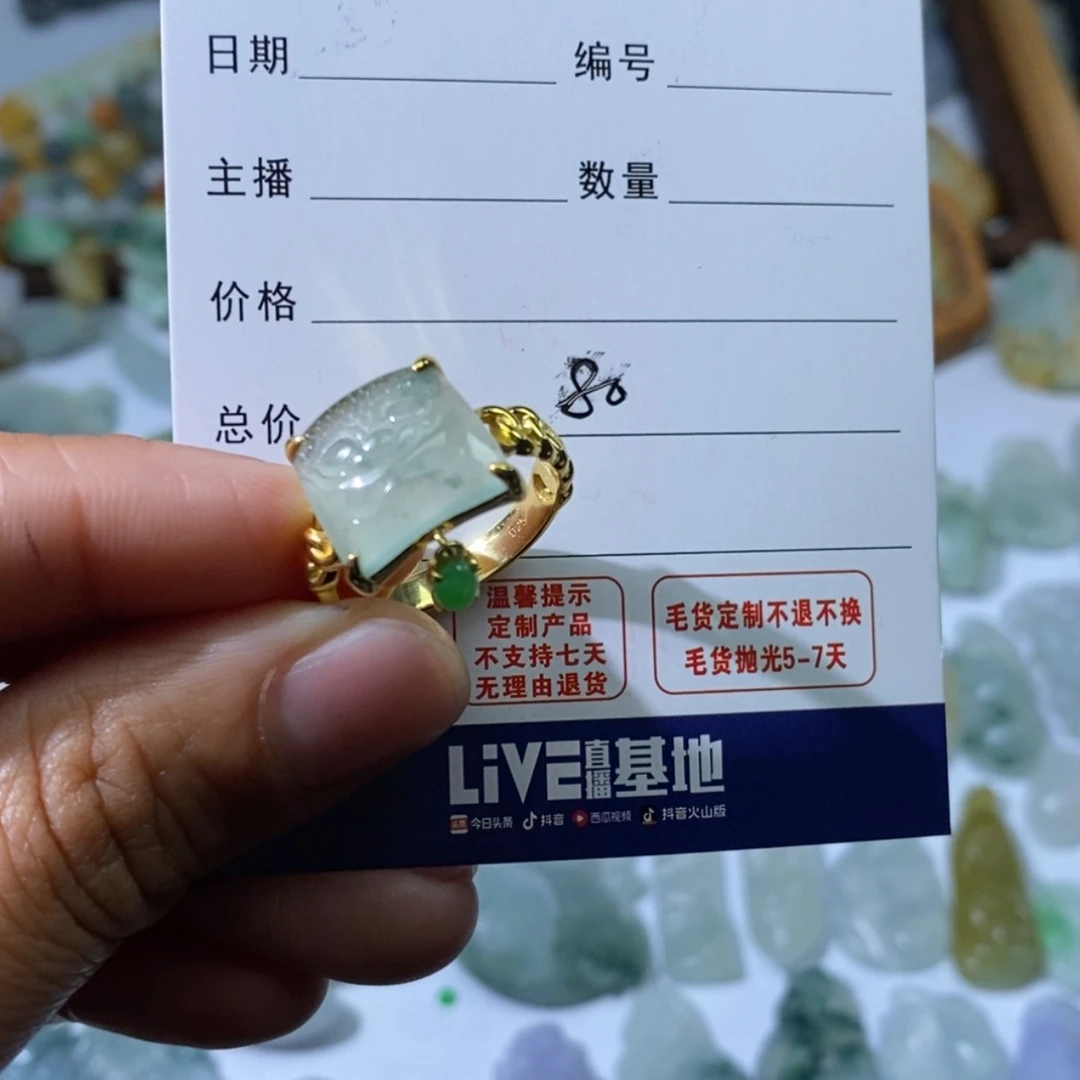 日期 编号
主播 数量
价格
总价 80
温馨提示
定制产品
不支持七天
无理由退货
毛货定制不退不换
毛货抛光5-7天
LiVE直播基地
头条 今日头条 抖音 西瓜视频 抖音火山版